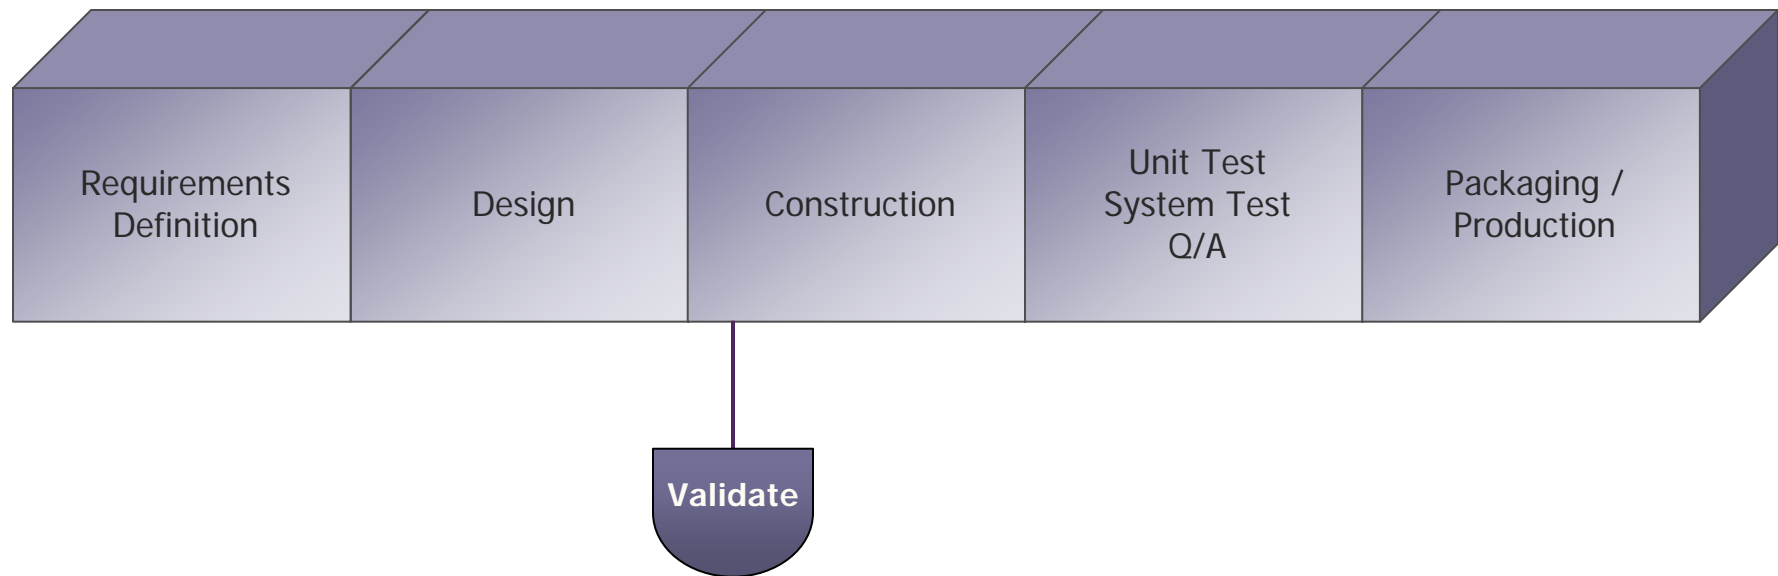 Requirements
Definition
Design
Construction
Unit Test
System Test
Q/A
Packaging /
Production
Validate